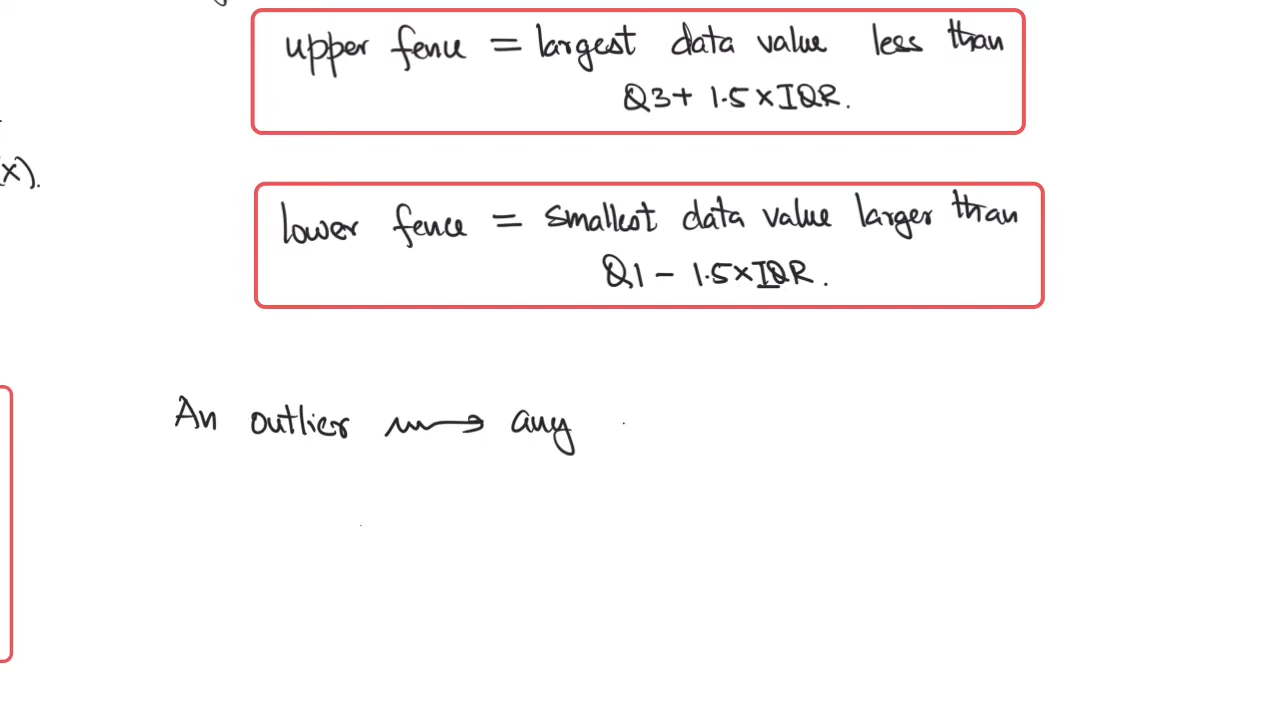 upper fence = largest data value less than
Q3 + 1.5 × IQR.
(x).
lower fence = smallest data value larger than
Q1 - 1.5 × IQR.
An outlier → any